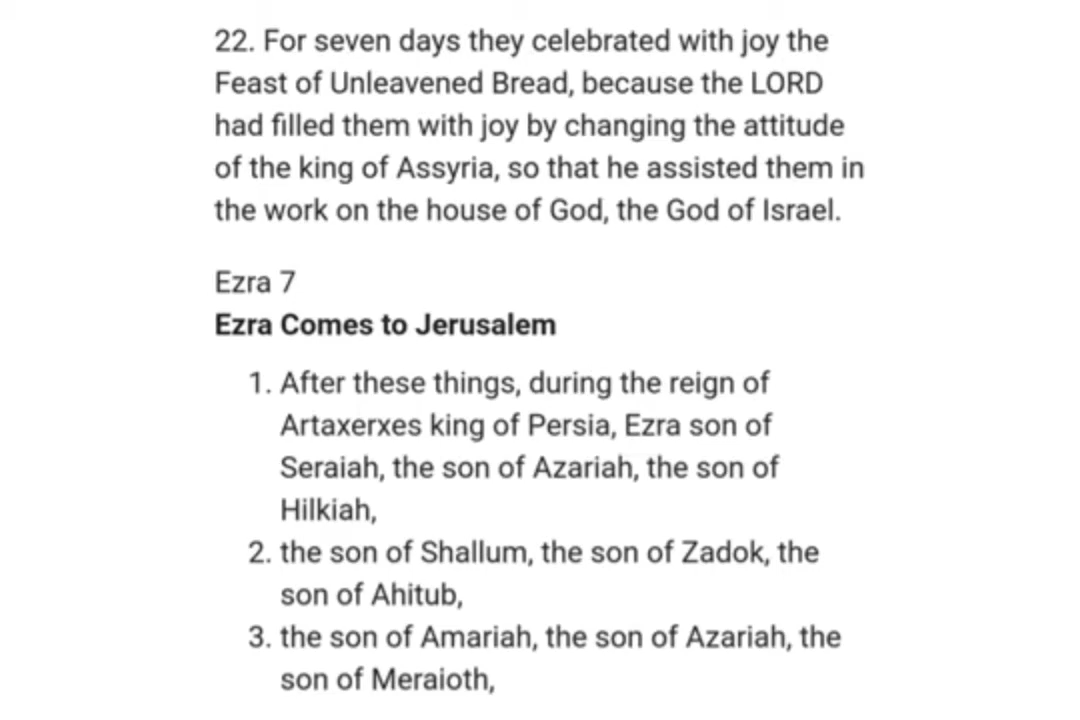 22. For seven days they celebrated with joy the
Feast of Unleavened Bread, because the LORD
had filled them with joy by changing the attitude
of the king of Assyria, so that he assisted them in
the work on the house of God, the God of Israel.
Ezra 7
Ezra Comes to Jerusalem
1. After these things, during the reign of
Artaxerxes king of Persia, Ezra son of
Seraiah, the son of Azariah, the son of
Hilkiah,
2. the son of Shallum, the son of Zadok, the
son of Ahitub,
3. the son of Amariah, the son of Azariah, the
son of Meraioth,